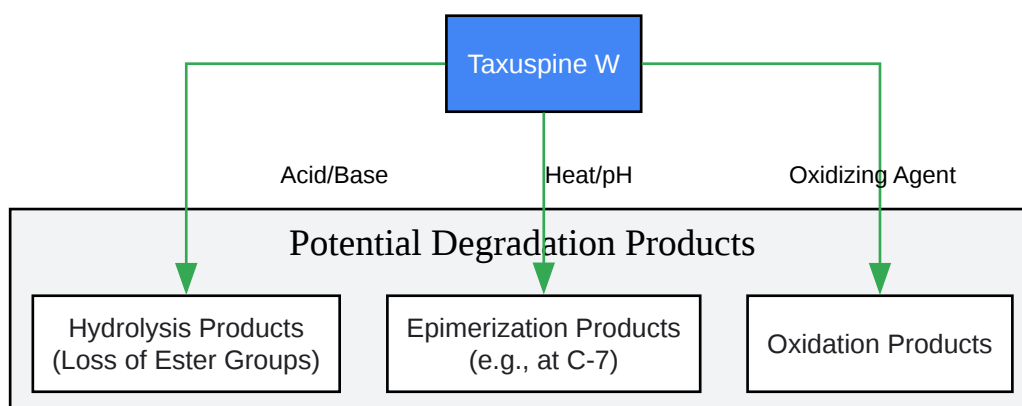 Taxuspine W
Acid/Base
Heat/pH
Oxidizing Agent
Potential Degradation Products
Hydrolysis Products
(Loss of Ester Groups)
Epimerization Products
(e.g., at C-7)
Oxidation Products